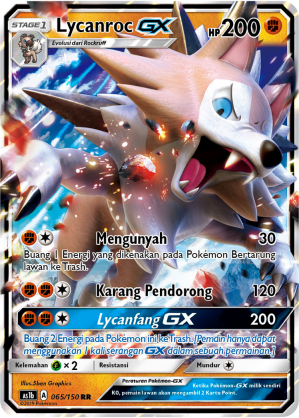 STAGE 1 Lycanroc GX HP 200
Evolusi dari Rockruff
Mengunyah 30
Buang 1 Energi yang dikenakan pada Pokémon Bertarung
lawan ke Trash.
Karang Pendorong 120
Lycanfang GX 200
Buang 2 Energi pada Pokémon ini ke Trash. (Pemain hanya dapat
menggunakan 1 kali serangan GX dalam sebuah permainan.)
Kelemahan × 2 Resistansi Mundur
Illus.5ban Graphics
Peraturan Pokémon-GX
Ketika Pokémon-GX milik sendiri
KO, pemain lawan akan mengambil 2 Kartu Point.
as1b A 065/150 RR
©2019 Pokémon